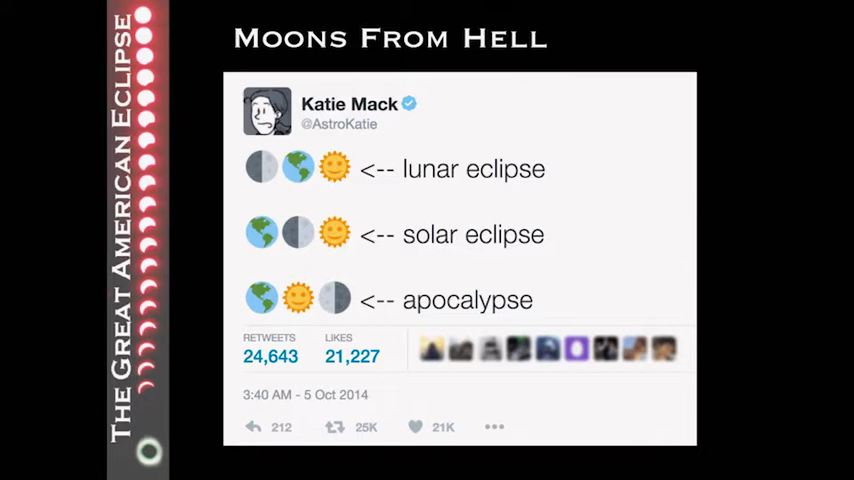 THE GREAT AMERICAN ECLIPSE
MOONS FROM HELL
Katie Mack
@AstroKatie
<-- lunar eclipse
<-- solar eclipse
<-- apocalypse
RETWEETS
LIKES
24,643
21,227
3:40 AM - 5 Oct 2014
212
25K
21K